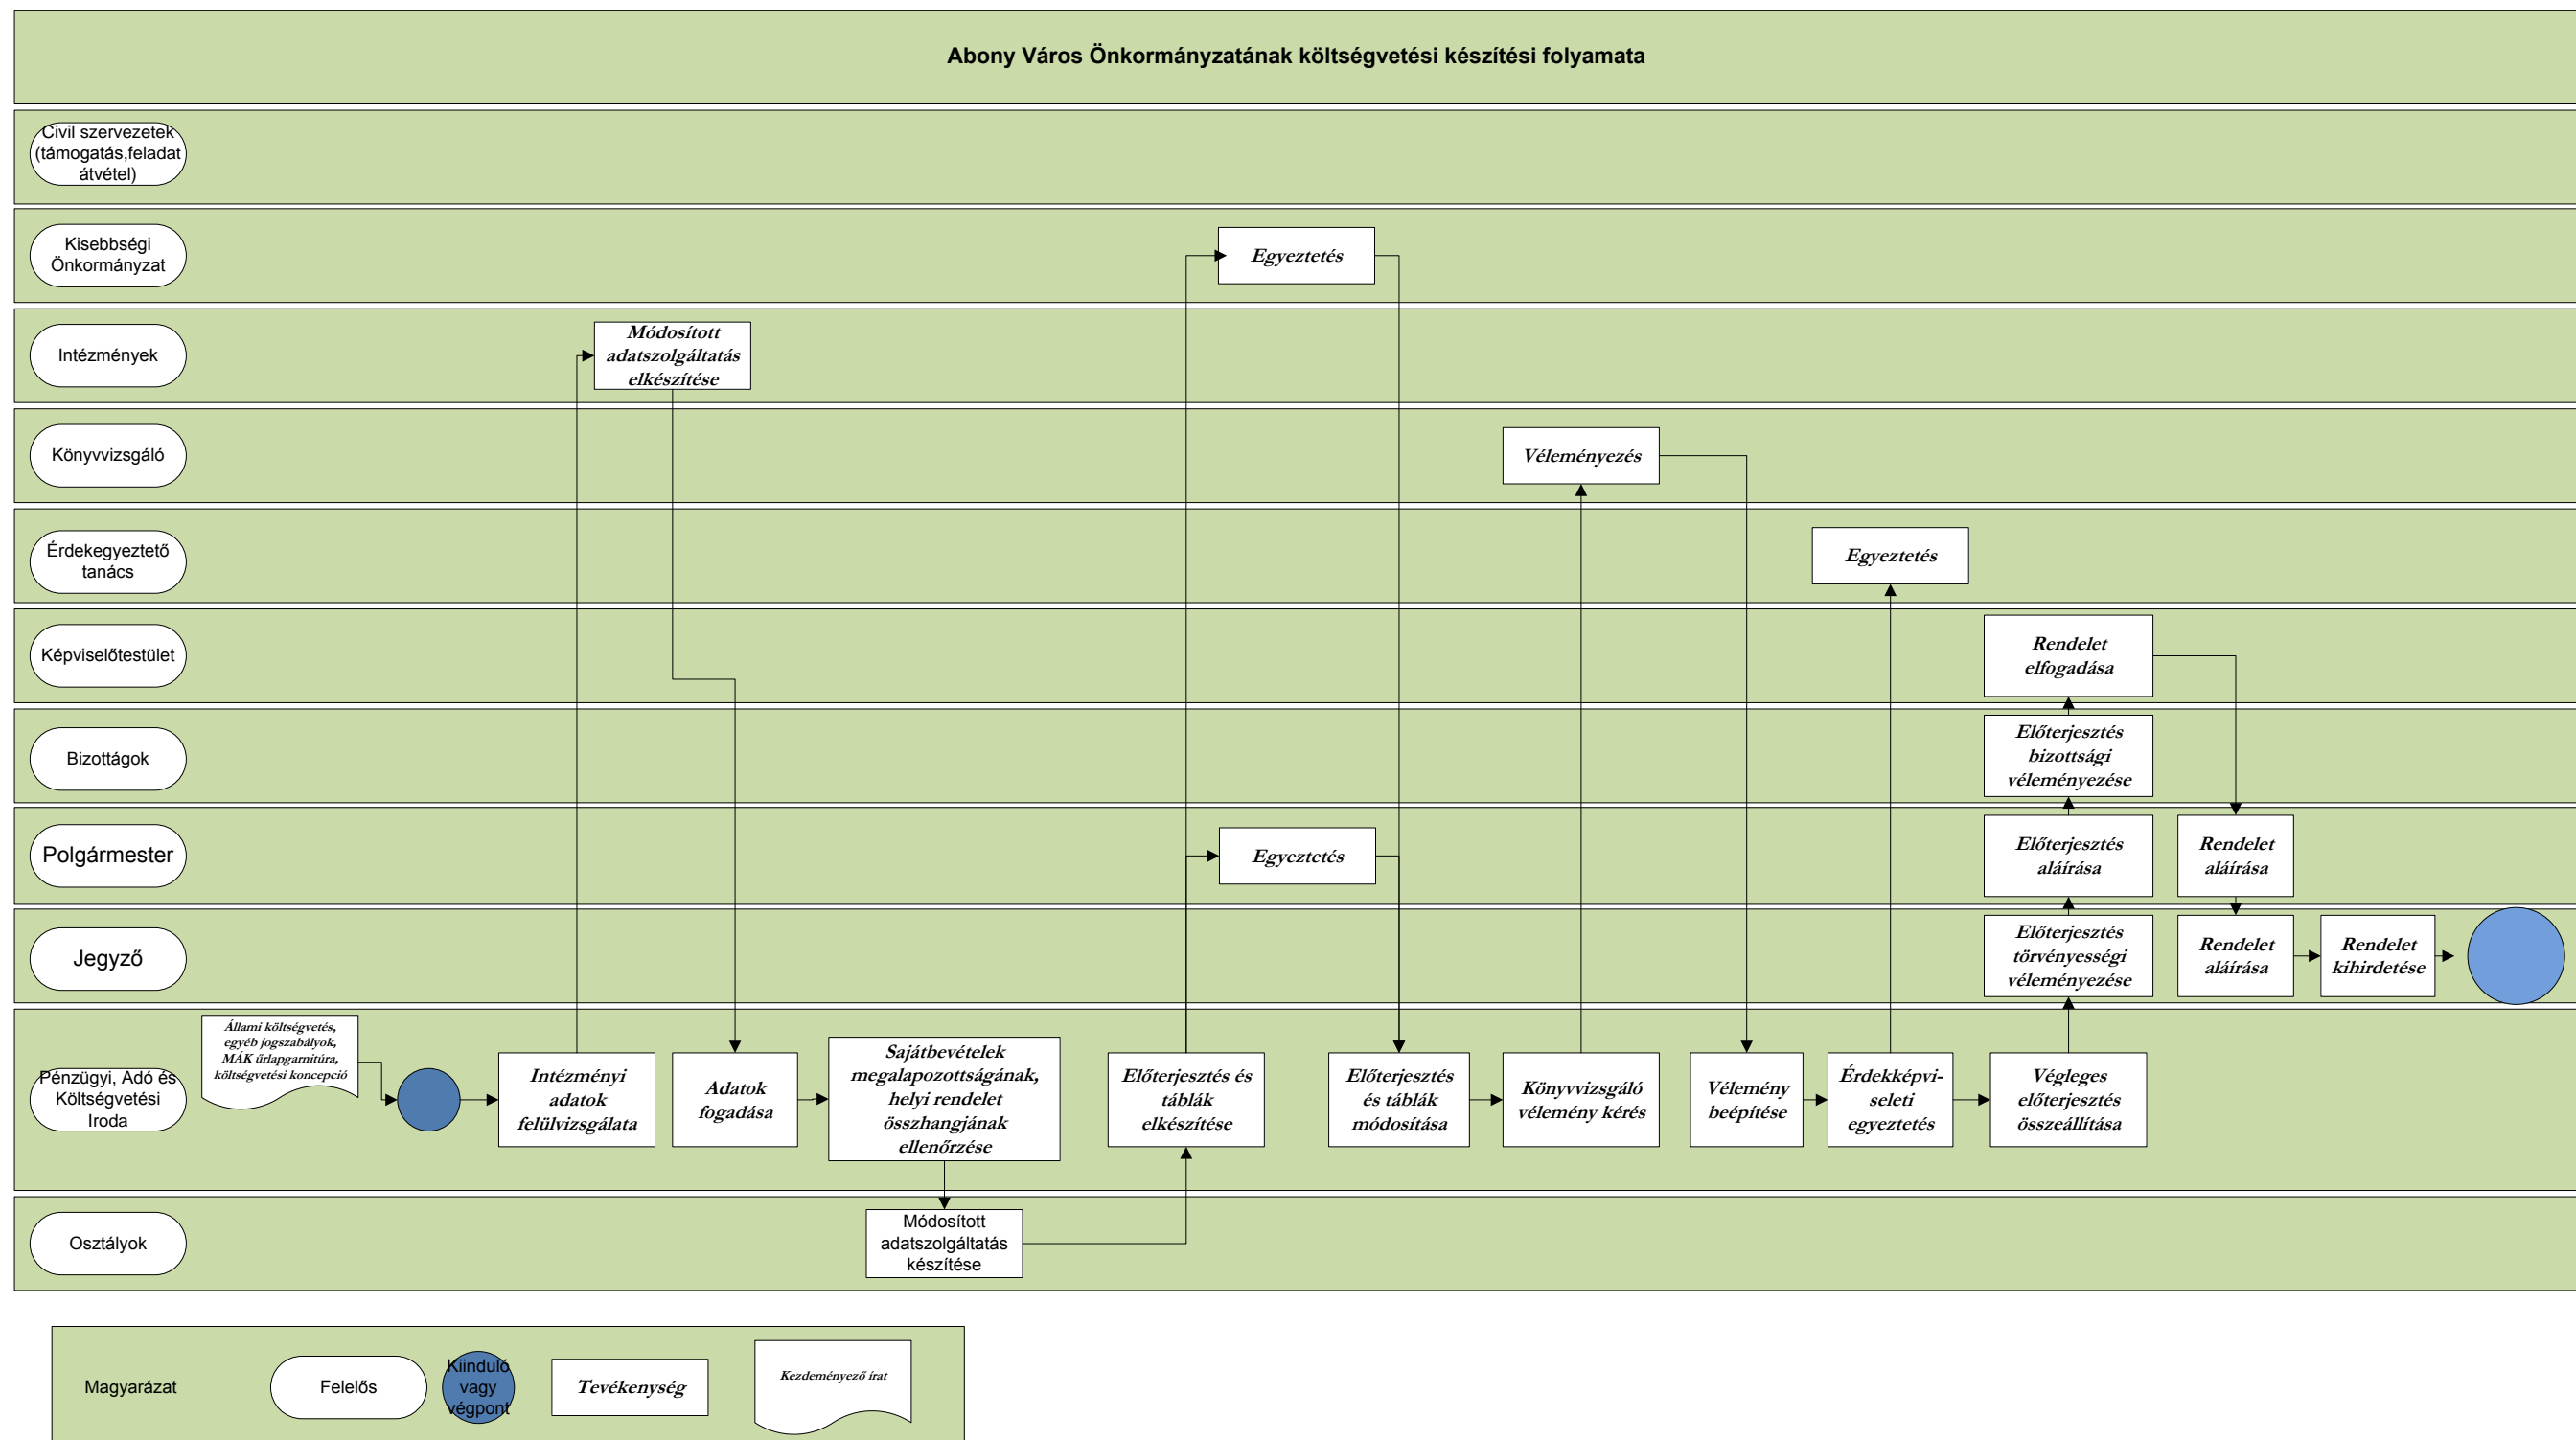 Abony Város Önkormányzatának költségvetési készítési folyamata
Civil szervezetek
(támogatás,feladat
átvétel)
Kisebbségi
Önkormányzat
Egyeztetés
Intézmények
Módosított
adatszolgáltatás
elkészítése
Könyvvizsgáló
Véleményezés
Érdekegyeztető
tanács
Egyeztetés
Képviselőtestület
Rendelet
elfogadása
Bizottágok
Előterjesztés
bizottsági
véleményezése
Polgármester
Egyeztetés
Előterjesztés
aláírása
Rendelet
aláírása
Jegyző
Előterjesztés
törvényességi
véleményezése
Rendelet
aláírása
Rendelet
kihirdetése
Pénzügyi, Adó és
Költségvetési
Iroda
Állami költségvetés,
egyéb jogszabályok,
MÁK űrlapgarnitúra,
költségvetési koncepció
Intézményi
adatok
felülvizsgálata
Adatok
fogadása
Sajátbevételek
megalapozottságának,
helyi rendelet
összhangjának
ellenőrzése
Előterjesztés és
táblák
elkészítése
Előterjesztés
és táblák
módosítása
Könyvvizsgáló
vélemény kérés
Vélemény
beépítése
Érdekképvi-
seleti
egyeztetés
Végleges
előterjesztés
összeállítása
Osztályok
Módosított
adatszolgáltatás
készítése
Magyarázat
Felelős
Kiinduló
vagy
végpont
Tevékenység
Kezdeményező irat